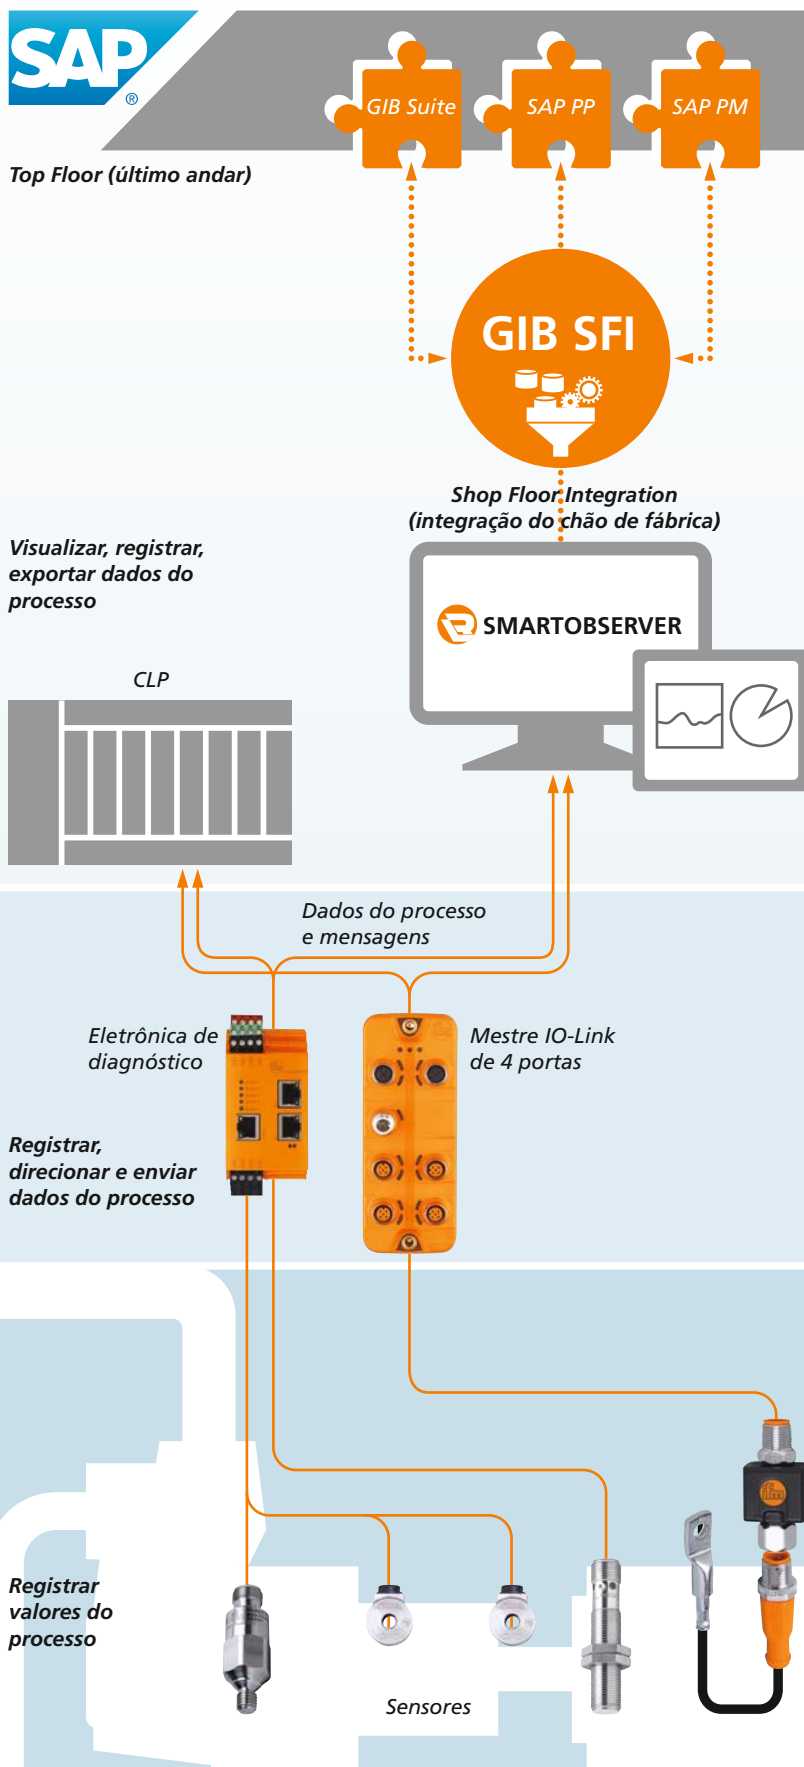 SAP
®
GIB Suite
SAP PP
SAP PM
Top Floor (último andar)
GIB SFI
Shop Floor Integration
(integração do chão de fábrica)
Visualizar, registrar,
exportar dados do
processo
SMARTOBSERVER
CLP
Dados do processo
e mensagens
Eletrônica de
diagnóstico
Mestre IO-Link
de 4 portas
Registrar,
direcionar e enviar
dados do processo
ifm
Registrar
valores do
processo
Sensores